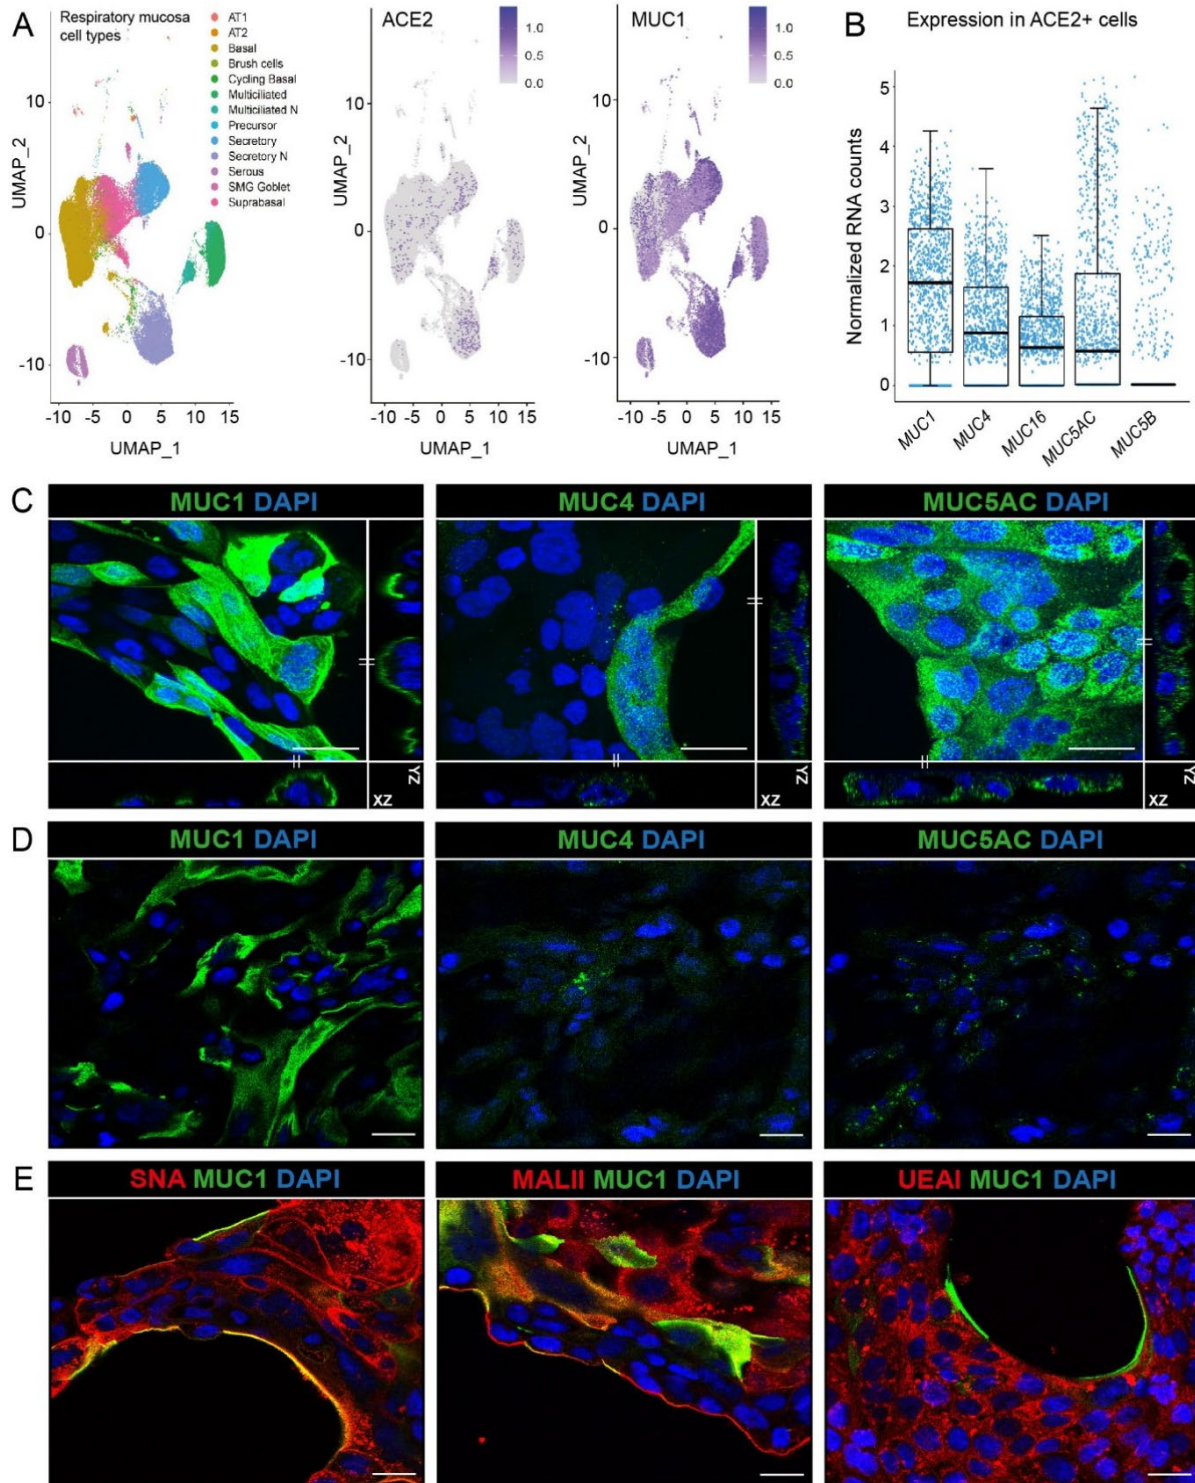 A
Respiratory mucosa
cell types
AT1
AT2
Basal
Brush cells
Cycling Basal
Multiciliated
Multiciliated N
Precursor
Secretory
Secretory N
Serous
SMG Goblet
Suprabasal
UMAP_2
10
0
-10
-10 -5 0 5 10 15
UMAP_1
ACE2
1.0
0.5
0.0
UMAP_2
10
0
-10
-10 -5 0 5 10 15
UMAP_1
MUC1
1.0
0.5
0.0
UMAP_2
10
0
-10
-10 -5 0 5 10 15
UMAP_1
B
Expression in ACE2+ cells
Normalized RNA counts
5
4
3
2
1
0
MUC1
MUC4
MUC16
MUC5AC
MUC5B
C
MUC1 DAPI
YZ
XZ
MUC4 DAPI
YZ
XZ
MUC5AC DAPI
YZ
XZ
D
MUC1 DAPI
MUC4 DAPI
MUC5AC DAPI
E
SNA MUC1 DAPI
MALII MUC1 DAPI
UEAI MUC1 DAPI